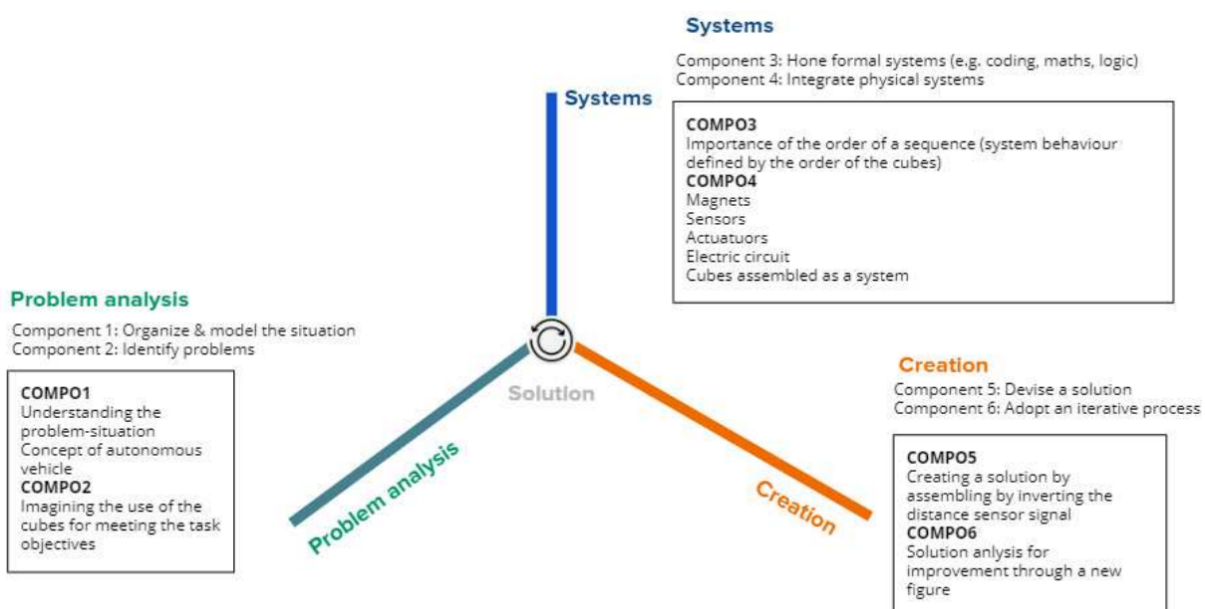 Systems
Component 3: Hone formal systems (e.g. coding, maths, logic)
Component 4: Integrate physical systems
Systems
COMPO3
Importance of the order of a sequence (system behaviour
defined by the order of the cubes)
COMPO4
Magnets
Sensors
Actuatuors
Electric circuit
Cubes assembled as a system
Problem analysis
Component 1: Organize & model the situation
Component 2: Identify problems
COMPO1
Understanding the
problem-situation
Concept of autonomous
vehicle
COMPO2
Imagining the use of the
cubes for meeting the task
objectives
Solution
Problem analysis
Creation
Creation
Component 5: Devise a solution
Component 6: Adopt an iterative process
COMPO5
Creating a solution by
assembling by inverting the
distance sensor signal
COMPO6
Solution anlysis for
improvement through a new
figure